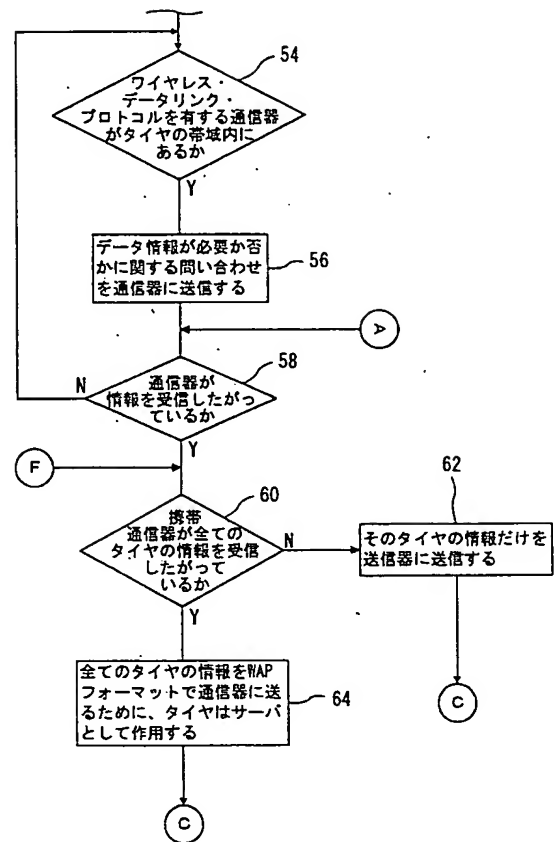 54
ワイヤレス・
データリンク・
プロトコルを有する通信器
がタイヤの帯域内に
あるか
Y
データ情報が必要か否
かに関する問い合わせ
を通信器に送信する
56
A
58
N
通信器が
情報を受信したがっ
ているか
Y
F
60
携帯
通信器が全ての
タイヤの情報を受信
したがって
いるか
N
62
そのタイヤの情報だけを
送信器に送信する
Y
全てのタイヤの情報をWAP
フォーマットで通信器に送
るために、タイヤはサーバ
として作用する
64
C
C